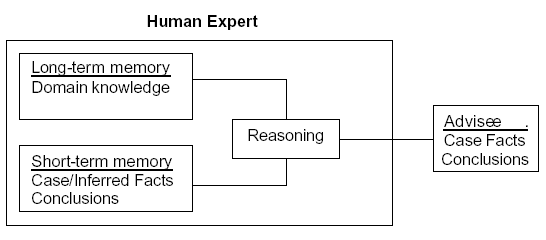 Human Expert
Long-term memory
Domain knowledge
Reasoning
Short-term memory
Case/Inferred Facts
Conclusions
Advisee .
Case Facts
Conclusions